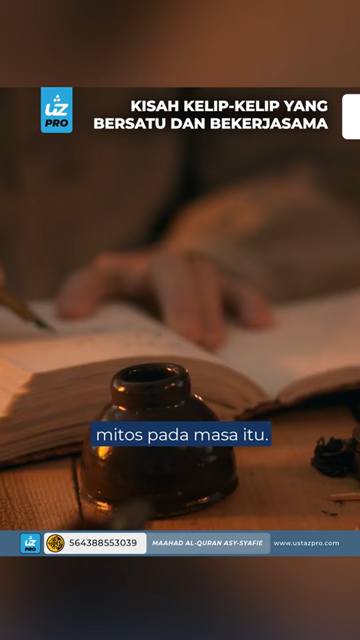 UZ
PRO
KISAH KELIP-KELIP YANG
BERSATU DAN BEKERJASAMA
mitos pada masa itu.
UZ
PRO
564388553039
MAAHAD AL-QURAN ASY-SYAFIE
www.ustazpro.com